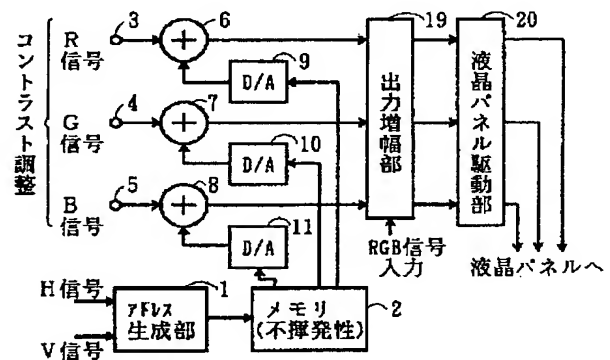 コントラスト調整
R
信号
3
6
19
20
9
D/A
G
信号
4
7
10
D/A
B
信号
5
8
11
D/A
出力増幅部
液晶パネル駆動部
RGB信号
入力
液晶パネルへ
H信号
V信号
1
アドレス
生成部
メモリ
(不揮発性)
2